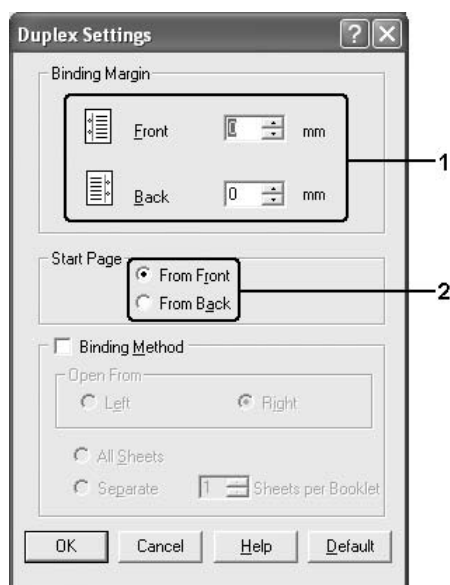 Duplex Settings
Binding Margin
Front 0 mm
1
Back 0 mm
Start Page
From Front
2
From Back
Binding Method
Open From
Left Right
All Sheets
Separate 1 Sheets per Booklet
OK Cancel Help Default